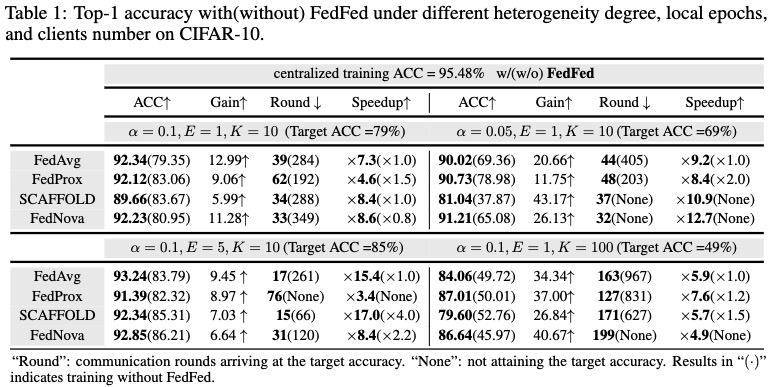 Table 1: Top-1 accuracy with(without) FedFed under different heterogeneity degree, local epochs,
and clients number on CIFAR-10.
centralized training ACC = 95.48% w/(w/o) FedFed
ACC↑ Gain↑ Round ↓ Speedup↑ ACC↑ Gain↑ Round ↓ Speedup↑
α = 0.1, E = 1, K = 10 (Target ACC =79%) α = 0.05, E = 1, K = 10 (Target ACC =69%)
FedAvg 92.34(79.35) 12.99↑ 39(284) ×7.3(×1.0) 90.02(69.36) 20.66↑ 44(405) ×9.2(×1.0)
FedProx 92.12(83.06) 9.06↑ 62(192) ×4.6(×1.5) 90.73(78.98) 11.75↑ 48(203) ×8.4(×2.0)
SCAFFOLD 89.66(83.67) 5.99↑ 34(288) ×8.4(×1.0) 81.04(37.87) 43.17↑ 37(None) ×10.9(None)
FedNova 92.23(80.95) 11.28↑ 33(349) ×8.6(×0.8) 91.21(65.08) 26.13↑ 32(None) ×12.7(None)
α = 0.1, E = 5, K = 10 (Target ACC =85%) α = 0.1, E = 1, K = 100 (Target ACC =49%)
FedAvg 93.24(83.79) 9.45 ↑ 17(261) ×15.4(×1.0) 84.06(49.72) 34.34↑ 163(967) ×5.9(×1.0)
FedProx 91.39(82.32) 8.97 ↑ 76(None) ×3.4(None) 87.01(50.01) 37.00↑ 127(831) ×7.6(×1.2)
SCAFFOLD 92.34(85.31) 7.03 ↑ 15(66) ×17.0(×4.0) 79.60(52.76) 26.84↑ 171(627) ×5.7(×1.5)
FedNova 92.85(86.21) 6.64 ↑ 31(120) ×8.4(×2.2) 86.64(45.97) 40.67↑ 199(None) ×4.9(None)
“Round”: communication rounds arriving at the target accuracy. “None”: not attaining the target accuracy. Results in “(·)”
indicates training without FedFed.